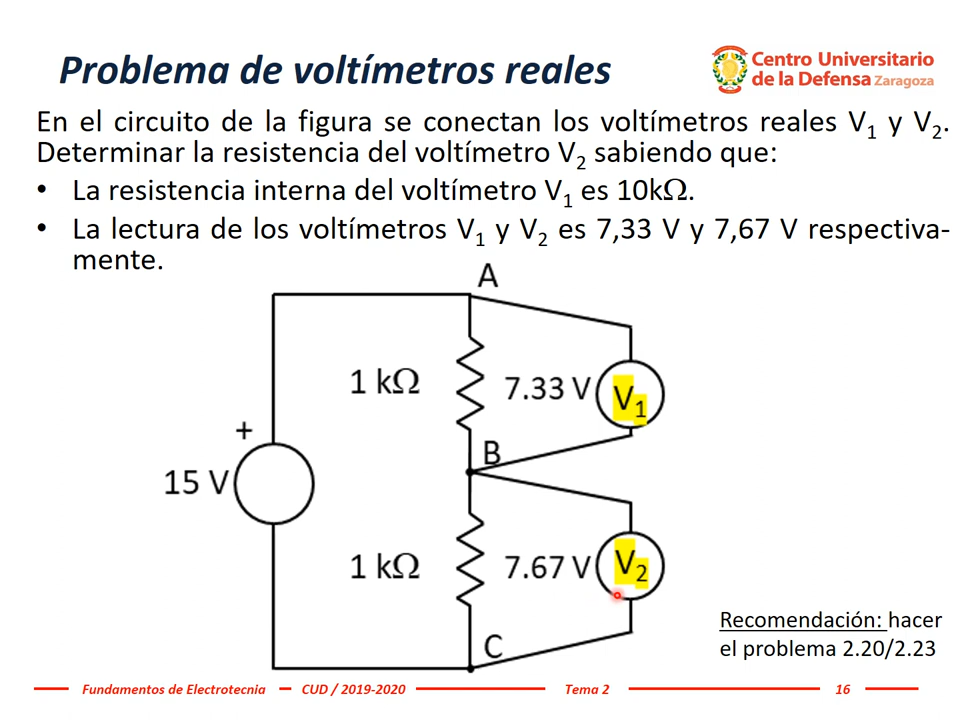 Problema de voltímetros reales
Centro Universitario
de la Defensa Zaragoza
En el circuito de la figura se conectan los voltímetros reales V₁ y V₂.
Determinar la resistencia del voltímetro V₂ sabiendo que:
• La resistencia interna del voltímetro V₁ es 10kΩ.
• La lectura de los voltímetros V₁ y V₂ es 7,33 V y 7,67 V respectiva-
mente.
A
1 kΩ
7.33 V
V₁
+
B
15 V
1 kΩ
7.67 V
V₂
C
Recomendación: hacer
el problema 2.20/2.23
Fundamentos de Electrotecnia
CUD / 2019-2020
Tema 2
16